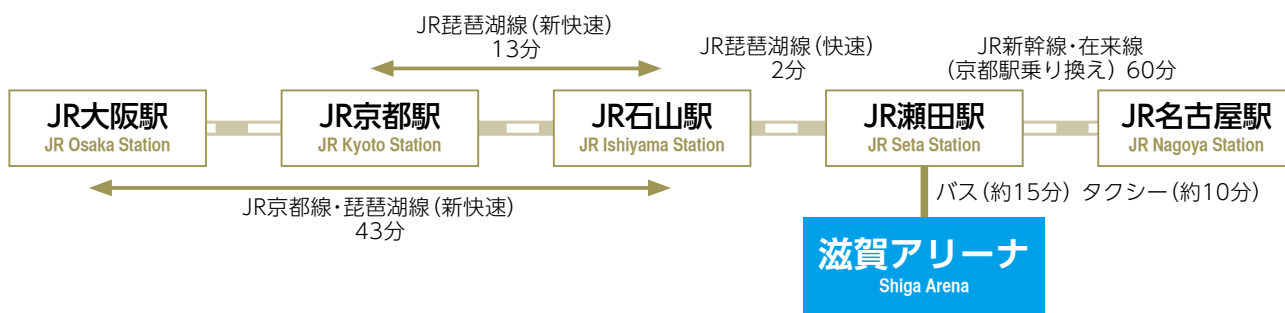 JR琵琶湖線（新快速）
13分
JR琵琶湖線（快速）
2分
JR新幹線・在来線
（京都駅乗り換え）60分
JR大阪駅
JR Osaka Station
JR京都駅
JR Kyoto Station
JR石山駅
JR Ishiyama Station
JR瀬田駅
JR Seta Station
JR名古屋駅
JR Nagoya Station
JR京都線・琵琶湖線（新快速）
43分
バス（約15分）タクシー（約10分）
滋賀アリーナ
Shiga Arena